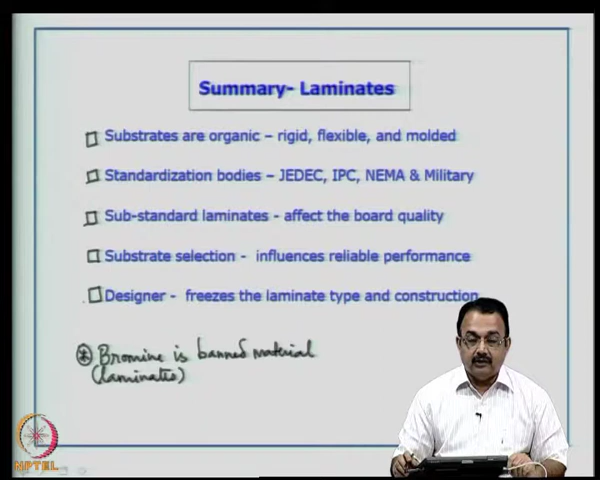 Summary- Laminates
Substrates are organic – rigid, flexible, and molded
Standardization bodies – JEDEC, IPC, NEMA & Military
Sub-standard laminates - affect the board quality
Substrate selection - influences reliable performance
Designer - freezes the laminate type and construction
Bromine is banned material
(laminates)
NPTEL